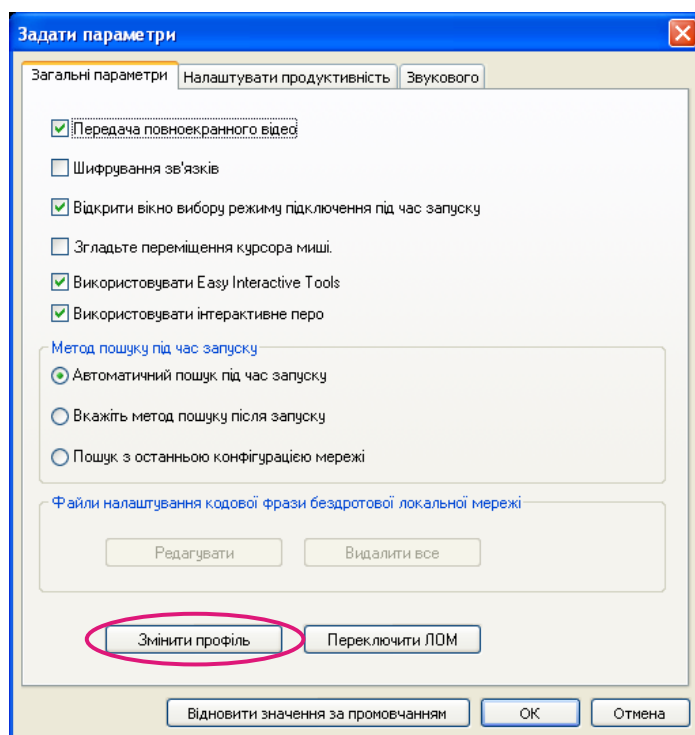 Задати параметри
Загальні параметри Налаштувати продуктивність Звукового
Передача повноекранного відео
Шифрування зв'язків
Відкрити вікно вибору режиму підключення під час запуску
Згладьте переміщення курсора миші.
Використовувати Easy Interactive Tools
Використовувати інтерактивне перо
Метод пошуку під час запуску
Автоматичний пошук під час запуску
Вкажіть метод пошуку після запуску
Пошук з останньою конфігурацією мережі
Файли налаштування кодової фрази бездротової локальної мережі
Редагувати Видалити все
Змінити профіль Переключити ЛОМ
Відновити значення за промовчанням ОК Отмена